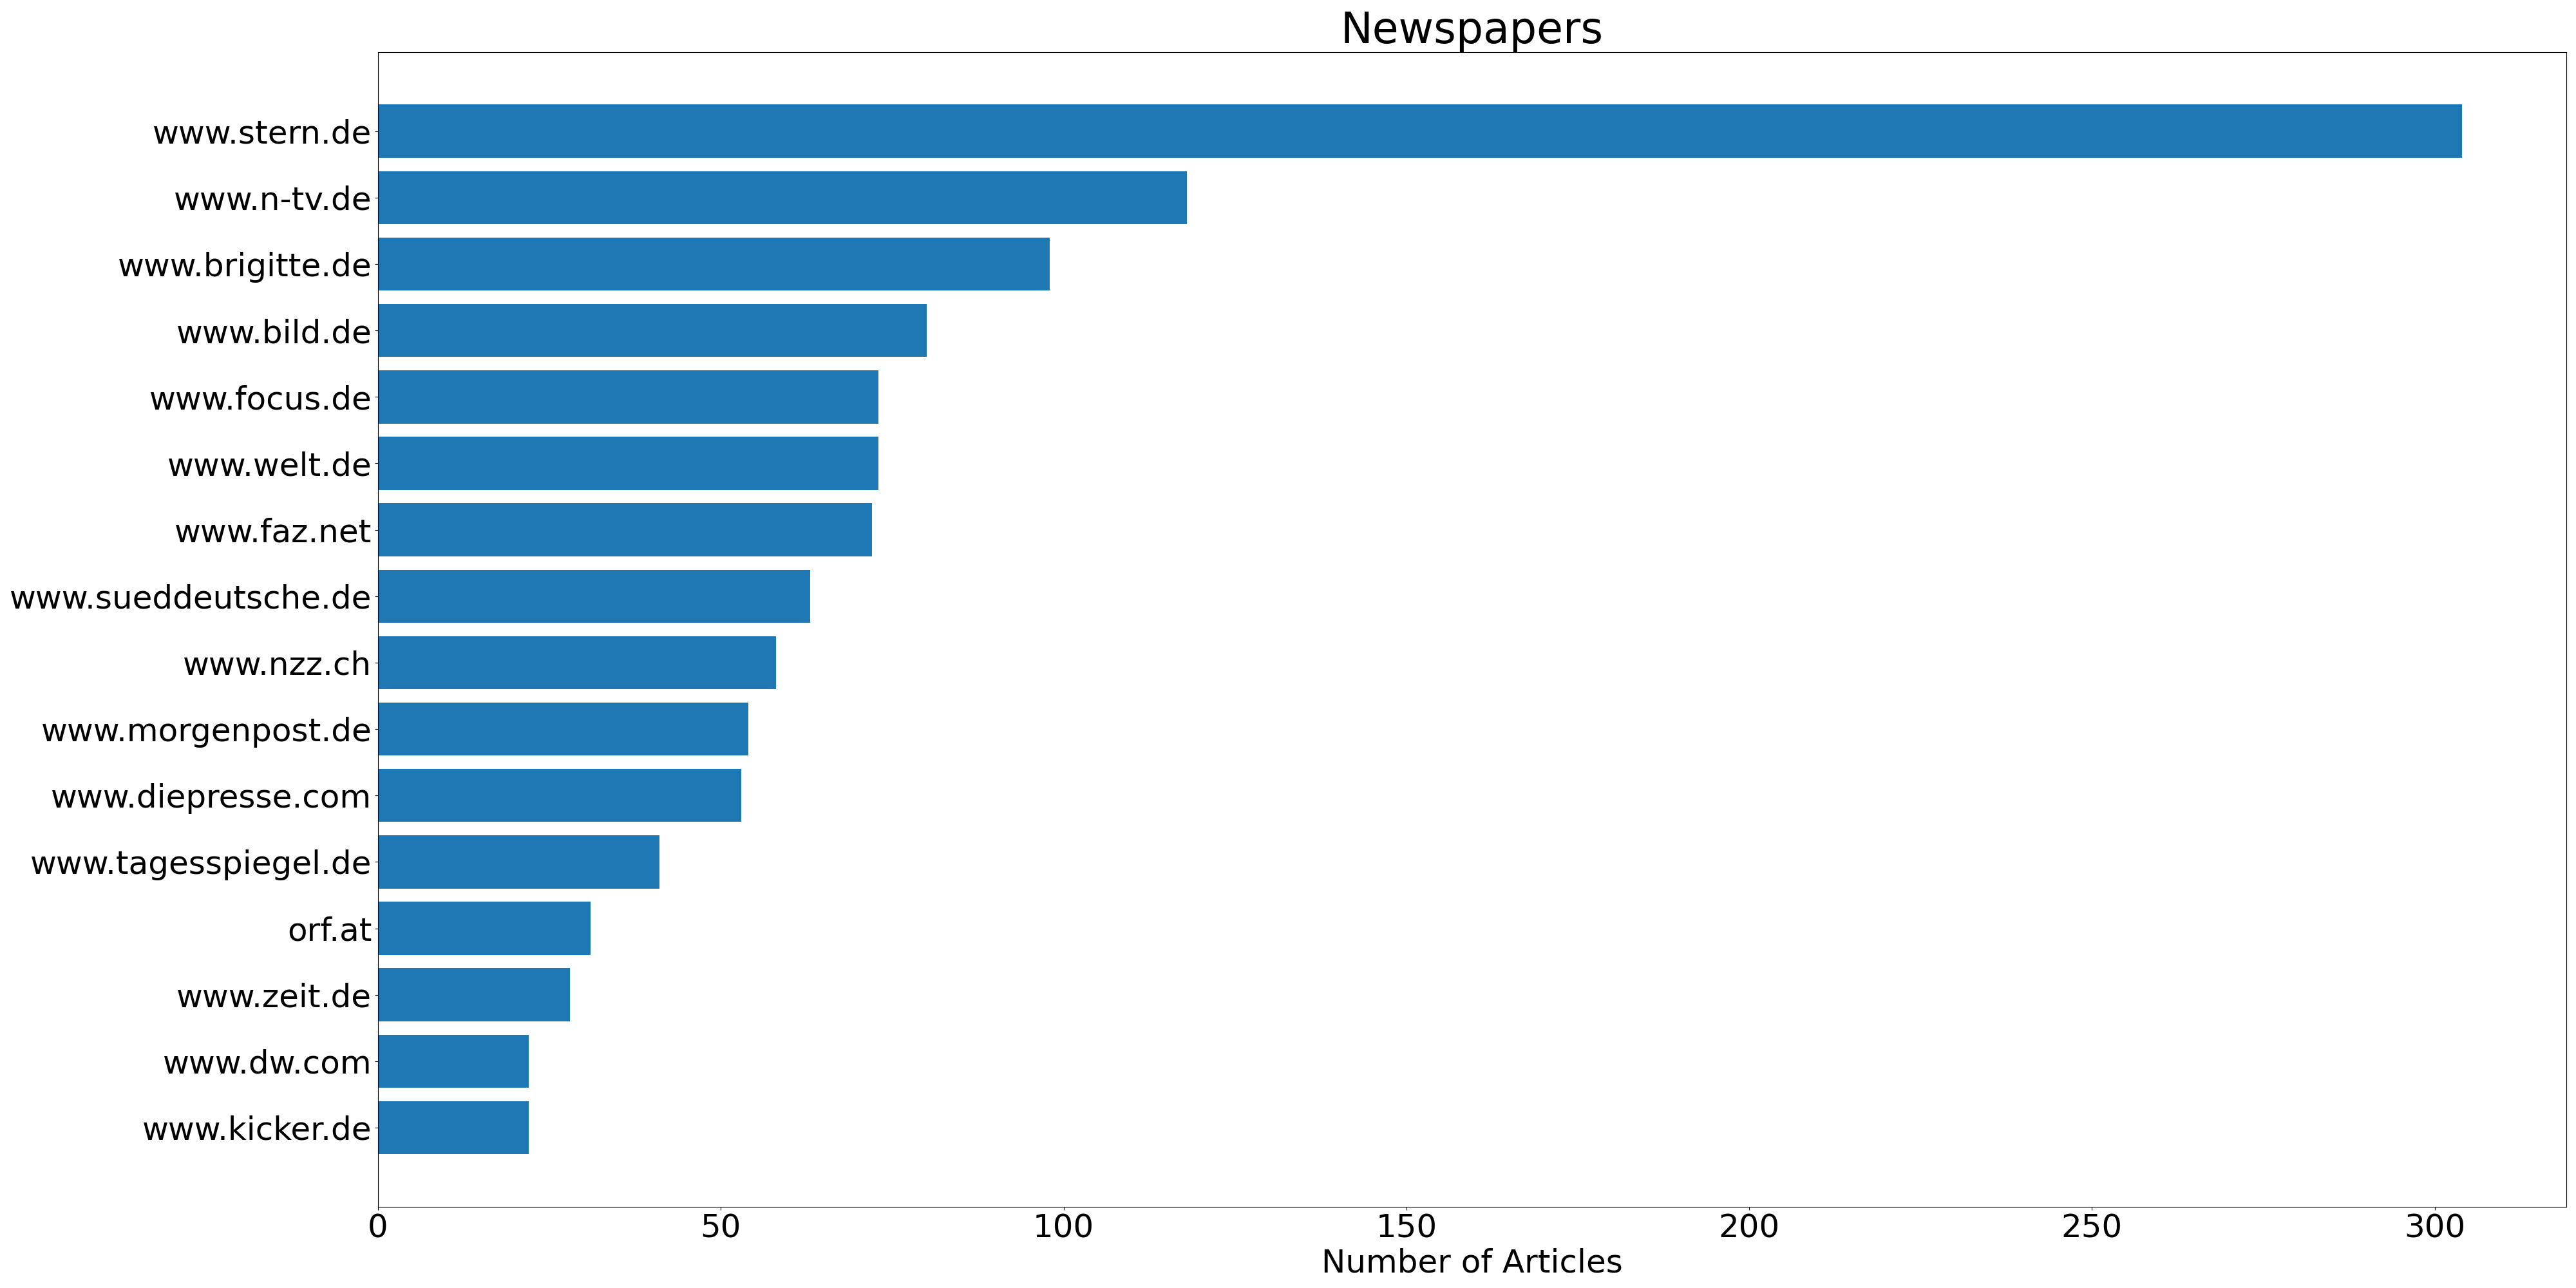 Newspapers
www.stern.de
www.n-tv.de
www.brigitte.de
www.bild.de
www.focus.de
www.welt.de
www.faz.net
www.sueddeutsche.de
www.nzz.ch
www.morgenpost.de
www.diepresse.com
www.tagesspiegel.de
orf.at
www.zeit.de
www.dw.com
www.kicker.de
0 50 100 150 200 250 300
Number of Articles